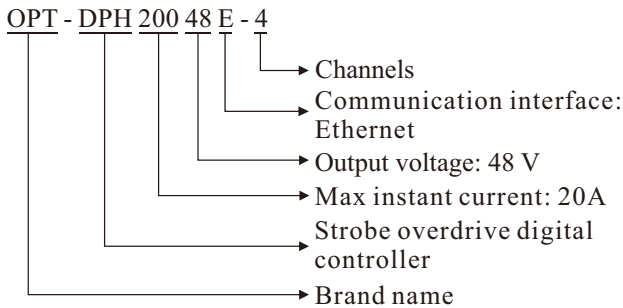 OPT - DPH 200 48 E - 4
Channels
Communication interface:
Ethernet
Output voltage: 48 V
Max instant current: 20A
Strobe overdrive digital
controller
Brand name